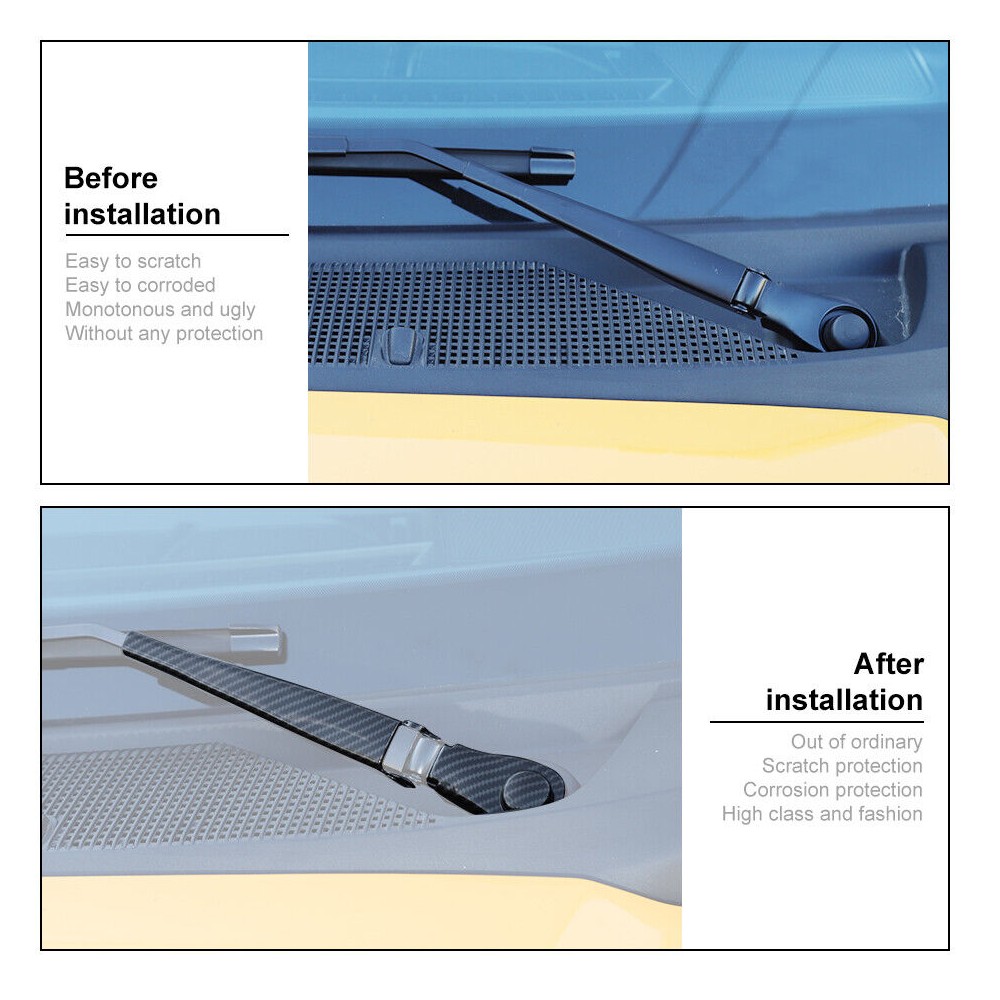 Before
installation
Easy to scratch
Easy to corroded
Monotonous and ugly
Without any protection
After
installation
Out of ordinary
Scratch protection
Corrosion protection
High class and fashion